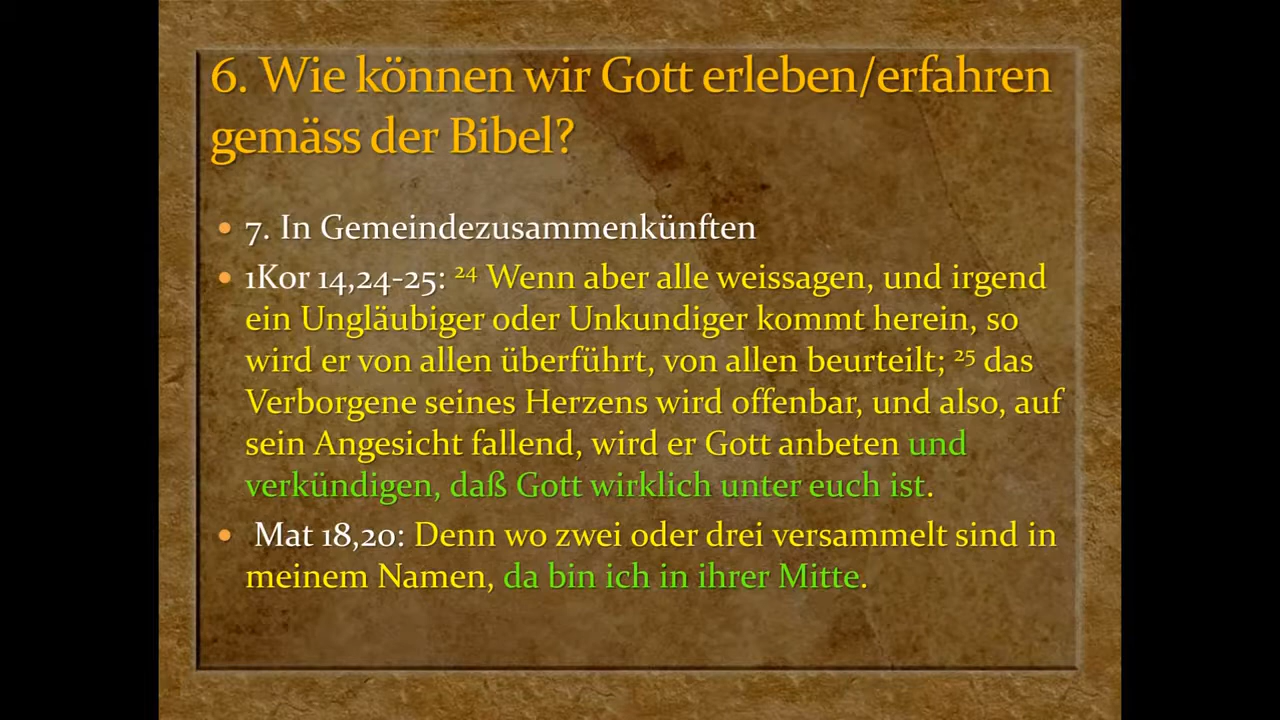 6. Wie können wir Gott erleben/erfahren
gemäss der Bibel?
• 7. In Gemeindezusammenkünften
• 1Kor 14,24-25: ²⁴ Wenn aber alle weissagen, und irgend
ein Ungläubiger oder Unkundiger kommt herein, so
wird er von allen überführt, von allen beurteilt; ²⁵ das
Verborgene seines Herzens wird offenbar, und also, auf
sein Angesicht fallend, wird er Gott anbeten und
verkündigen, daß Gott wirklich unter euch ist.
• Mat 18,20: Denn wo zwei oder drei versammelt sind in
meinem Namen, da bin ich in ihrer Mitte.